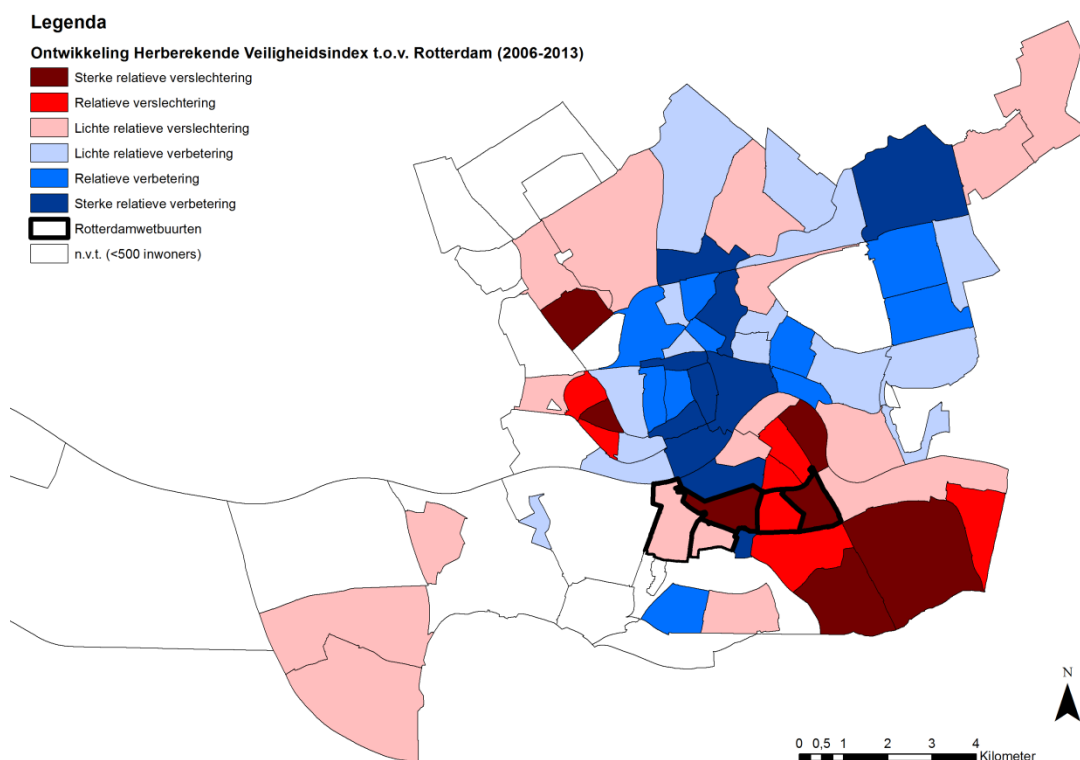 Legenda
Ontwikkeling Herberekende Veiligheidsindex t.o.v. Rotterdam (2006-2013)
Sterke relatieve verslechtering
Relatieve verslechtering
Lichte relatieve verslechtering
Lichte relatieve verbetering
Relatieve verbetering
Sterke relatieve verbetering
Rotterdamwetbuurten
n.v.t. (<500 inwoners)
N
0 0,5 1 2 3 4
Kilometer